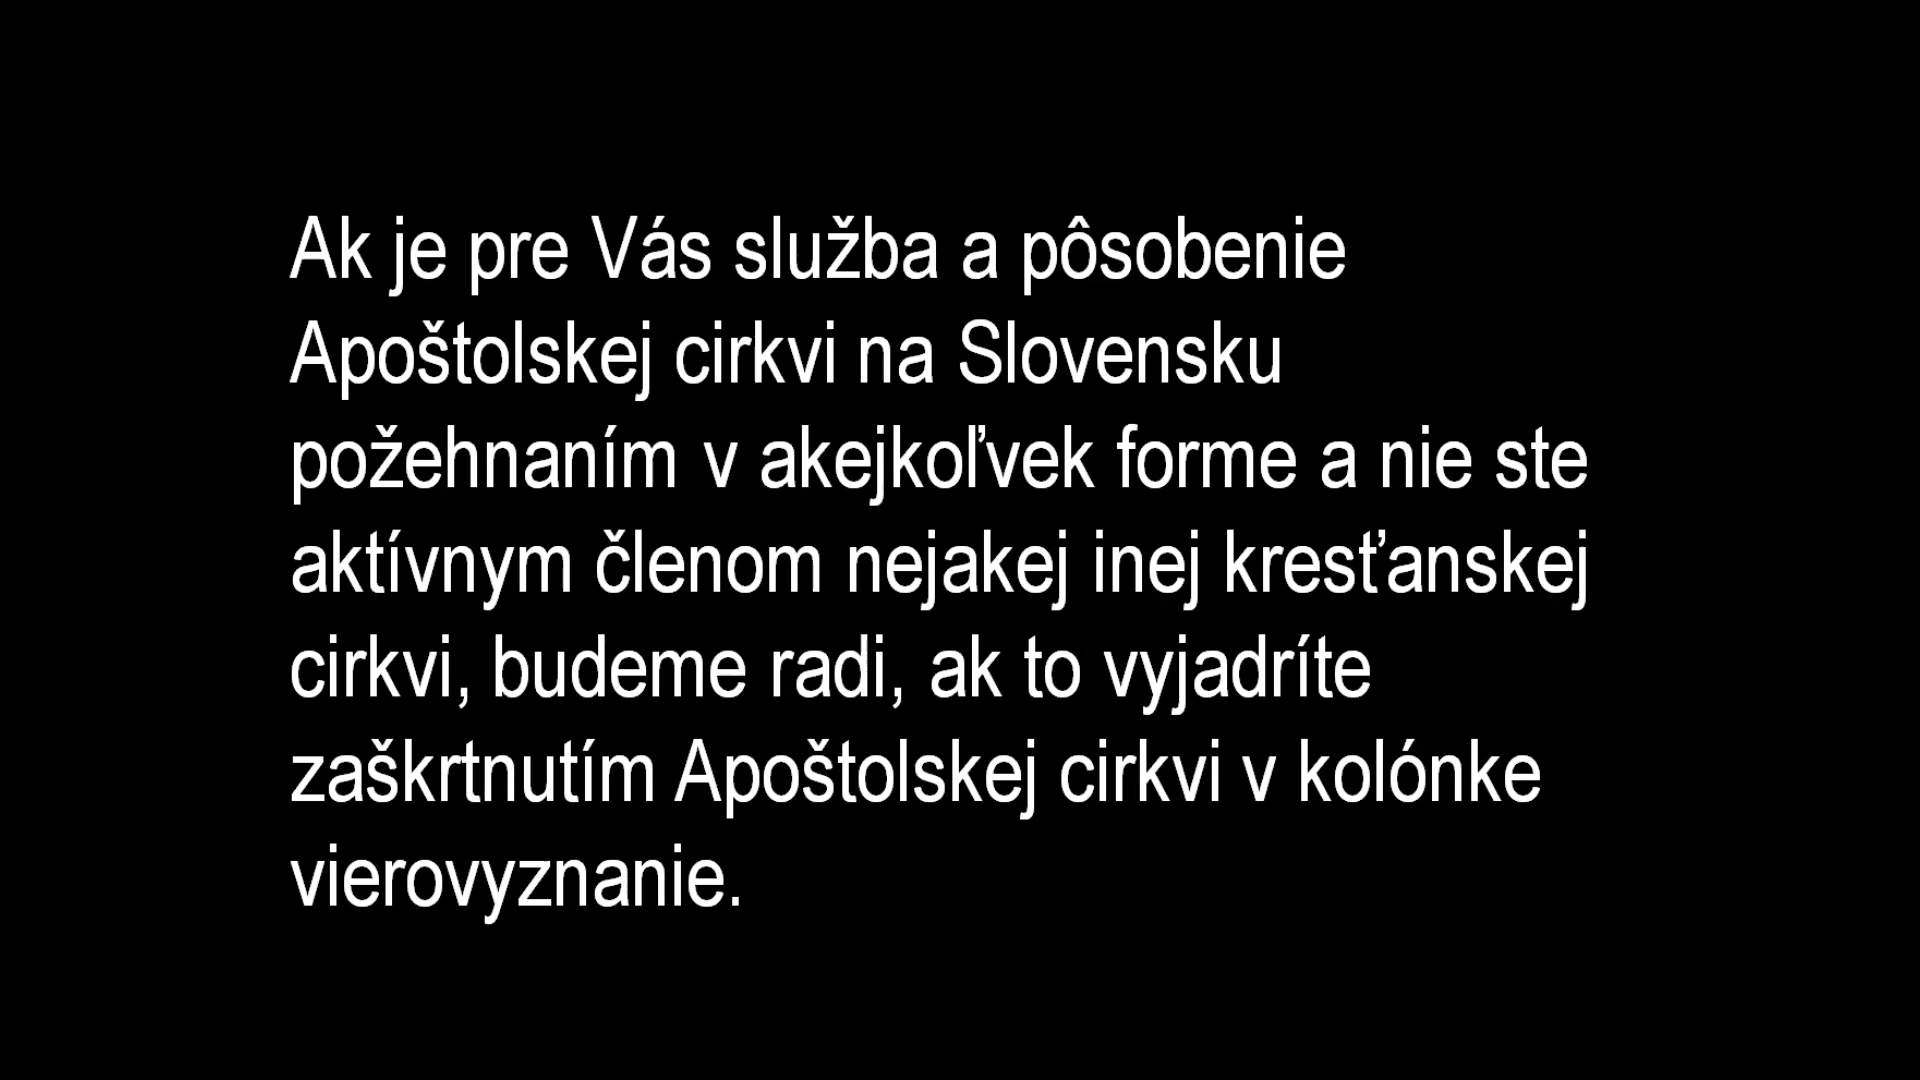 Ak je pre Vás služba a pôsobenie
Apoštolskej cirkvi na Slovensku
požehnaním v akejkoľvek forme a nie ste
aktívnym členom nejakej inej kresťanskej
cirkvi, budeme radi, ak to vyjadríte
zaškrtnutím Apoštolskej cirkvi v kolónke
vierovyznanie.